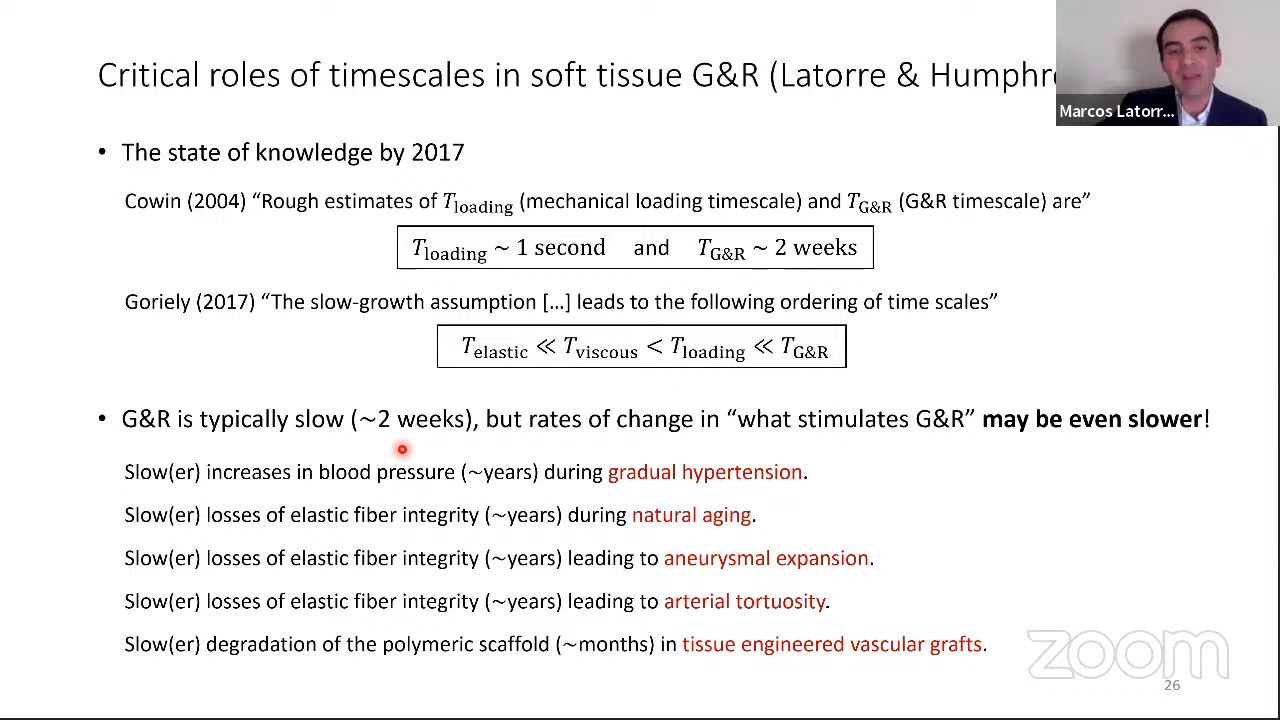 Critical roles of timescales in soft tissue G&R (Latorre & Humphre
Marcos Latorr...
• The state of knowledge by 2017
Cowin (2004) “Rough estimates of T_loading (mechanical loading timescale) and T_G&R (G&R timescale) are”
T_loading ~ 1 second and T_G&R ~ 2 weeks
Goriely (2017) “The slow-growth assumption […] leads to the following ordering of time scales”
T_elastic ≪ T_viscous < T_loading ≪ T_G&R
• G&R is typically slow (~2 weeks), but rates of change in “what stimulates G&R” may be even slower!
Slow(er) increases in blood pressure (~years) during gradual hypertension.
Slow(er) losses of elastic fiber integrity (~years) during natural aging.
Slow(er) losses of elastic fiber integrity (~years) leading to aneurysmal expansion.
Slow(er) losses of elastic fiber integrity (~years) leading to arterial tortuosity.
Slow(er) degradation of the polymeric scaffold (~months) in tissue engineered vascular grafts.
zoom
26